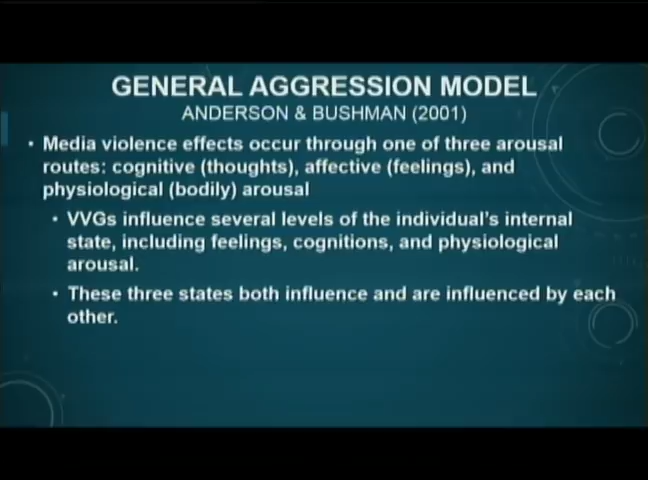 GENERAL AGGRESSION MODEL
ANDERSON & BUSHMAN (2001)
• Media violence effects occur through one of three arousal
routes: cognitive (thoughts), affective (feelings), and
physiological (bodily) arousal
• VVGs influence several levels of the individual's internal
state, including feelings, cognitions, and physiological
arousal.
• These three states both influence and are influenced by each
other.